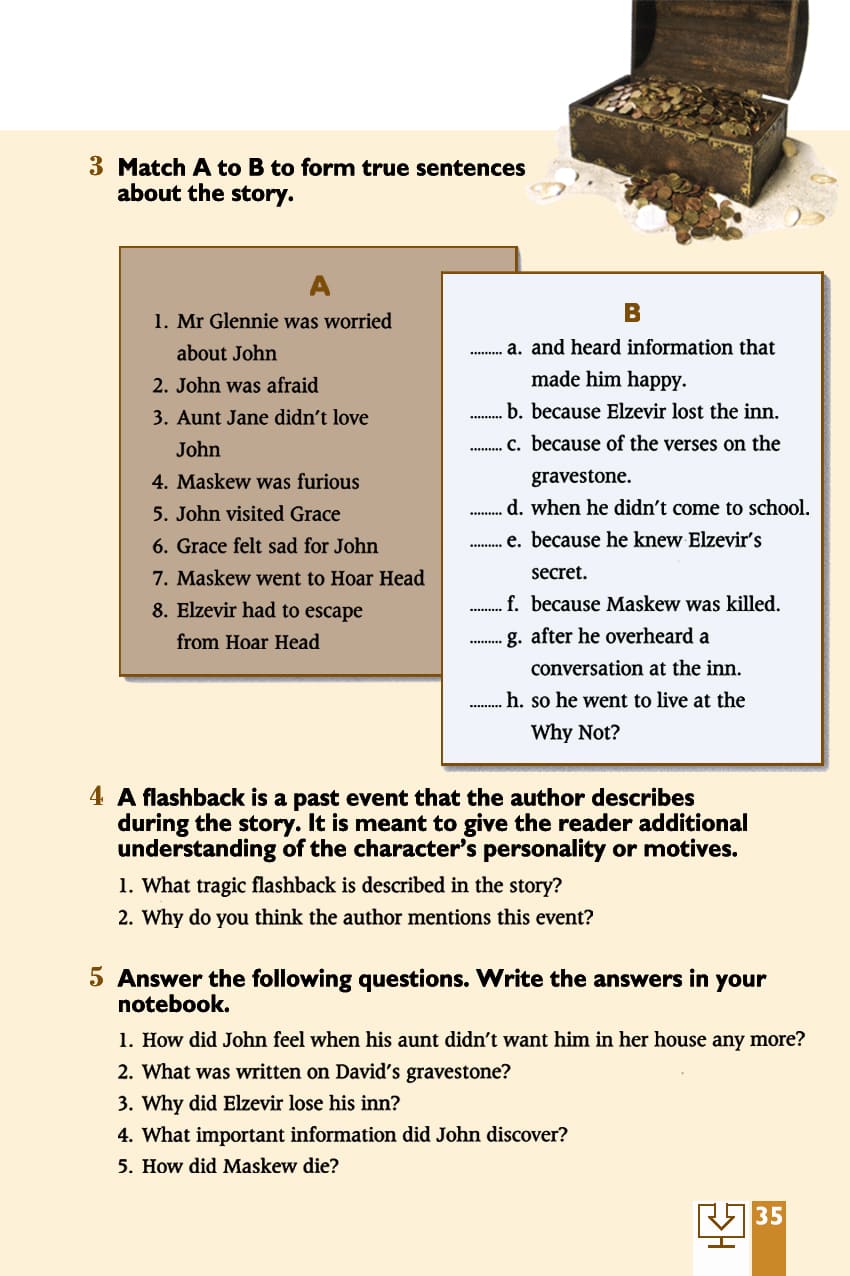 3 Match A to B to form true sentences
about the story.
A
1. Mr Glennie was worried
about John
2. John was afraid
3. Aunt Jane didn't love
John
4. Maskew was furious
5. John visited Grace
6. Grace felt sad for John
7. Maskew went to Hoar Head
8. Elzevir had to escape
from Hoar Head
B
......... a. and heard information that
made him happy.
......... b. because Elzevir lost the inn.
......... c. because of the verses on the
gravestone.
......... d. when he didn't come to school.
......... e. because he knew Elzevir's
secret.
......... f. because Maskew was killed.
......... g. after he overheard a
conversation at the inn.
......... h. so he went to live at the
Why Not?
4 A flashback is a past event that the author describes
during the story. It is meant to give the reader additional
understanding of the character's personality or motives.
1. What tragic flashback is described in the story?
2. Why do you think the author mentions this event?
5 Answer the following questions. Write the answers in your
notebook.
1. How did John feel when his aunt didn't want him in her house any more?
2. What was written on David's gravestone?
3. Why did Elzevir lose his inn?
4. What important information did John discover?
5. How did Maskew die?
35